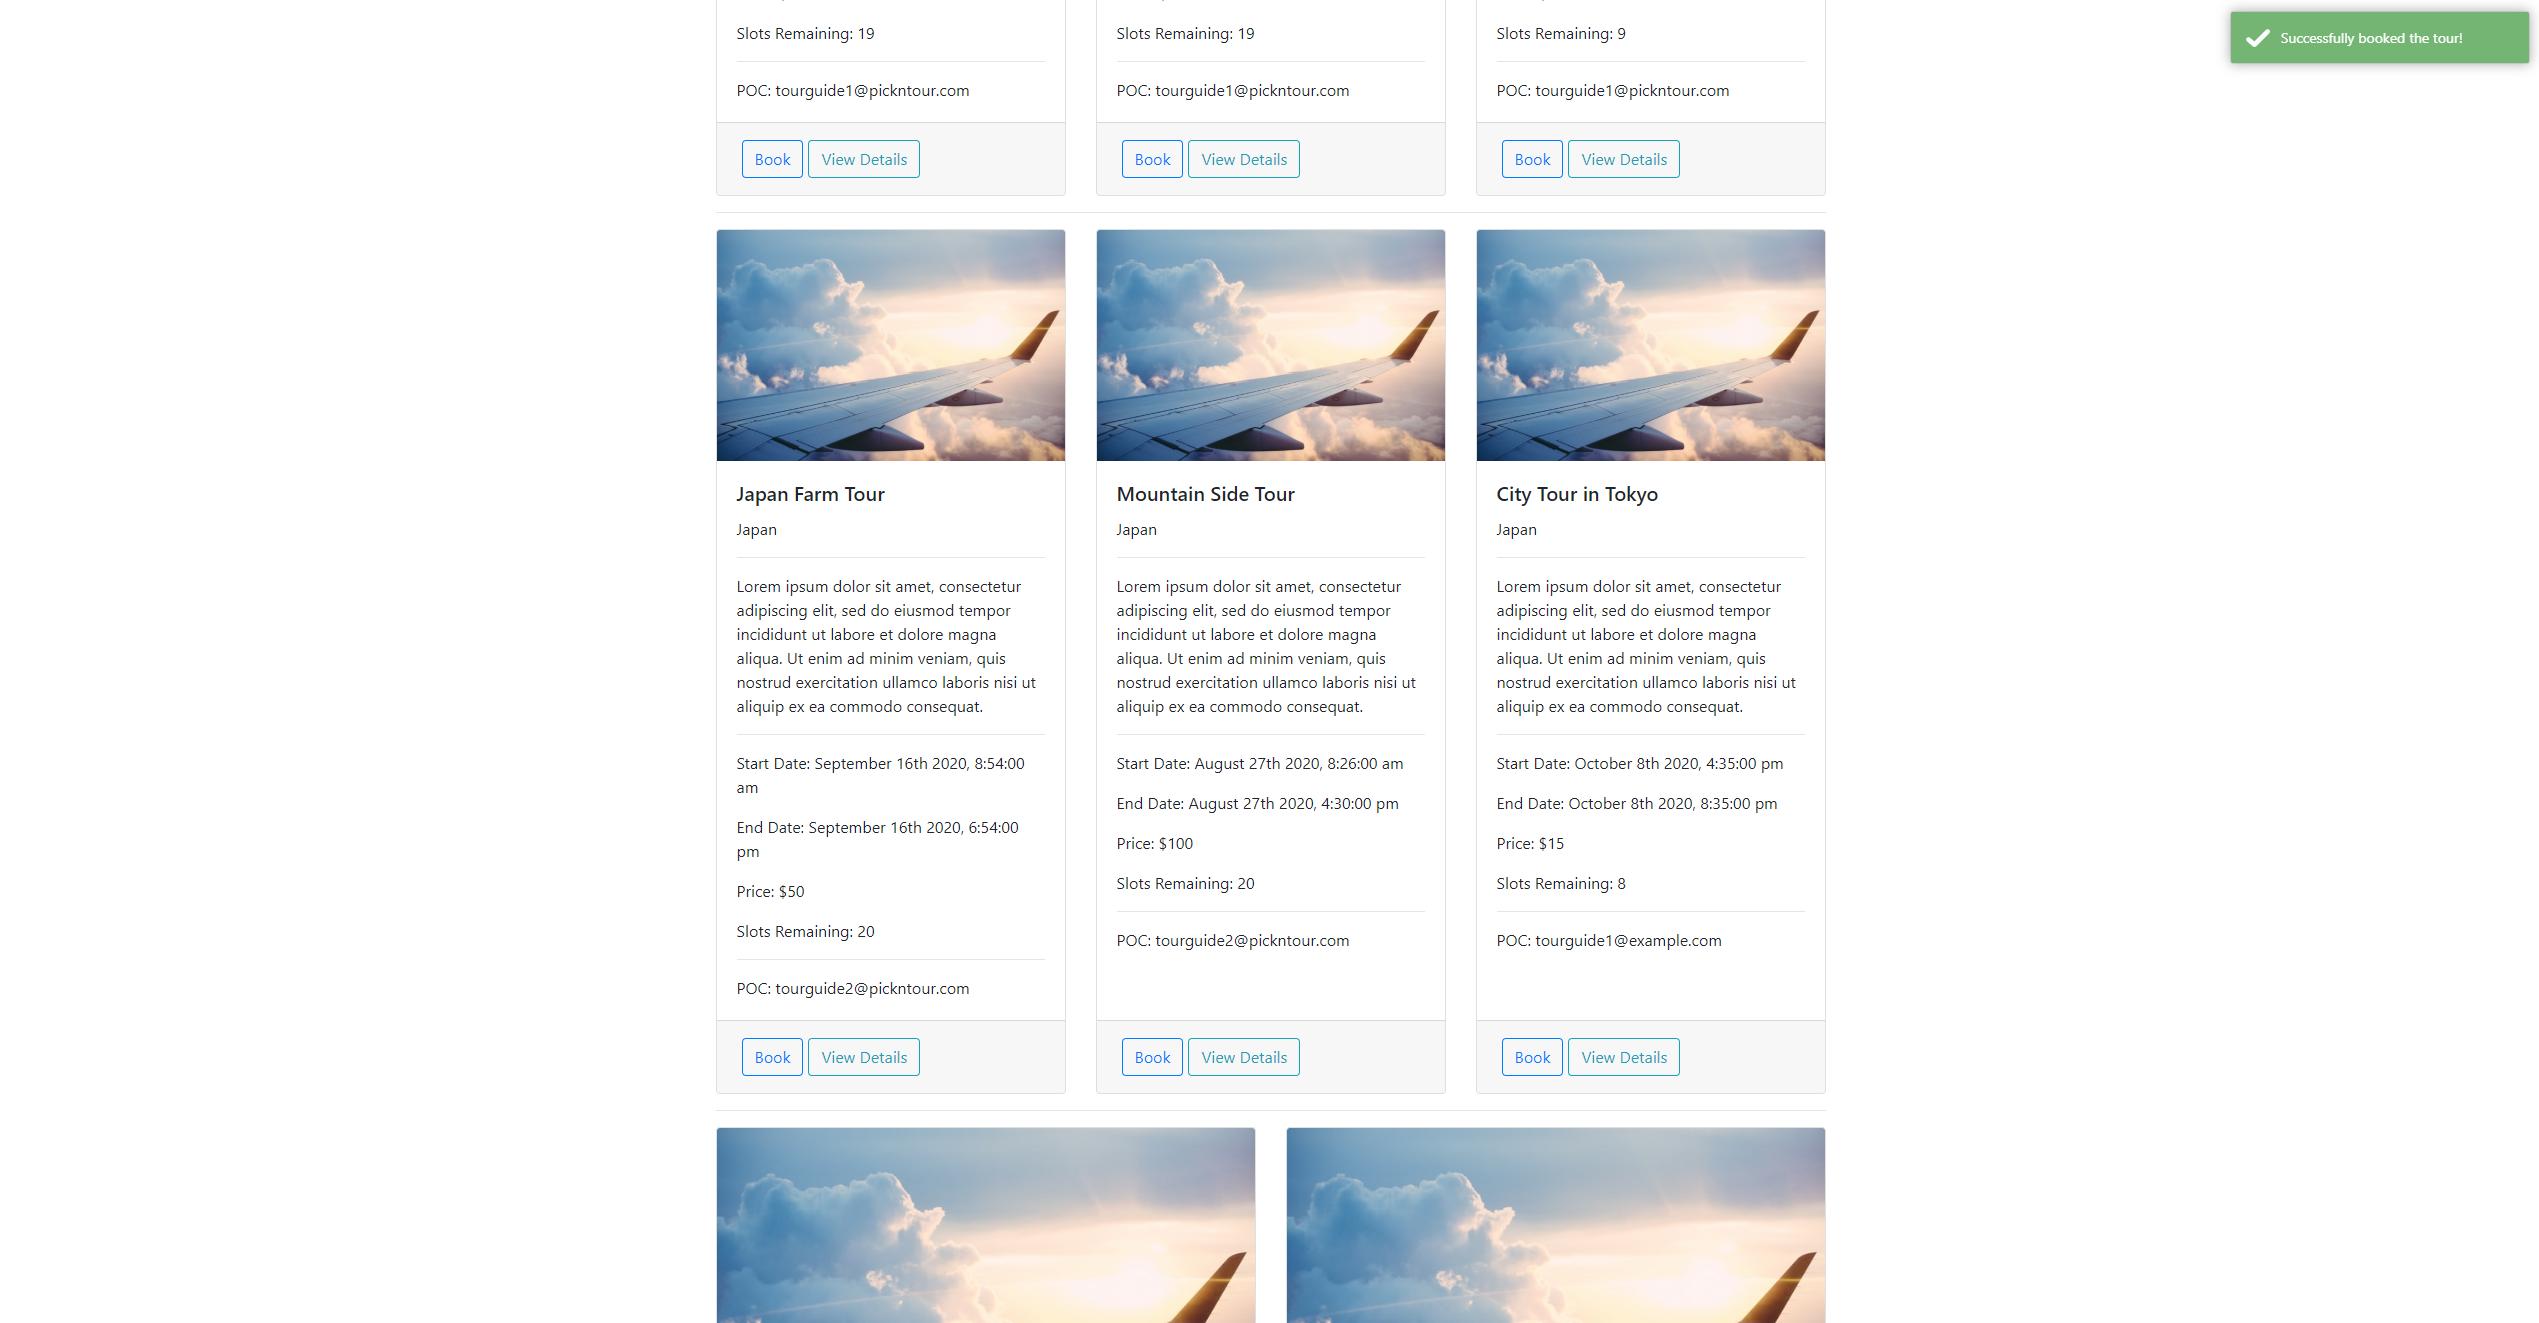 Successfully booked the tour!
Slots Remaining: 19
POC: tourguide1@pickntour.com
Book
View Details
Slots Remaining: 19
POC: tourguide1@pickntour.com
Book
View Details
Slots Remaining: 9
POC: tourguide1@pickntour.com
Book
View Details
Japan Farm Tour
Japan
Lorem ipsum dolor sit amet, consectetur
adipiscing elit, sed do eiusmod tempor
incididunt ut labore et dolore magna
aliqua. Ut enim ad minim veniam, quis
nostrud exercitation ullamco laboris nisi ut
aliquip ex ea commodo consequat.
Start Date: September 16th 2020, 8:54:00
am
End Date: September 16th 2020, 6:54:00
pm
Price: $50
Slots Remaining: 20
POC: tourguide2@pickntour.com
Book
View Details
Mountain Side Tour
Japan
Lorem ipsum dolor sit amet, consectetur
adipiscing elit, sed do eiusmod tempor
incididunt ut labore et dolore magna
aliqua. Ut enim ad minim veniam, quis
nostrud exercitation ullamco laboris nisi ut
aliquip ex ea commodo consequat.
Start Date: August 27th 2020, 8:26:00 am
End Date: August 27th 2020, 4:30:00 pm
Price: $100
Slots Remaining: 20
POC: tourguide2@pickntour.com
Book
View Details
City Tour in Tokyo
Japan
Lorem ipsum dolor sit amet, consectetur
adipiscing elit, sed do eiusmod tempor
incididunt ut labore et dolore magna
aliqua. Ut enim ad minim veniam, quis
nostrud exercitation ullamco laboris nisi ut
aliquip ex ea commodo consequat.
Start Date: October 8th 2020, 4:35:00 pm
End Date: October 8th 2020, 8:35:00 pm
Price: $15
Slots Remaining: 8
POC: tourguide1@example.com
Book
View Details